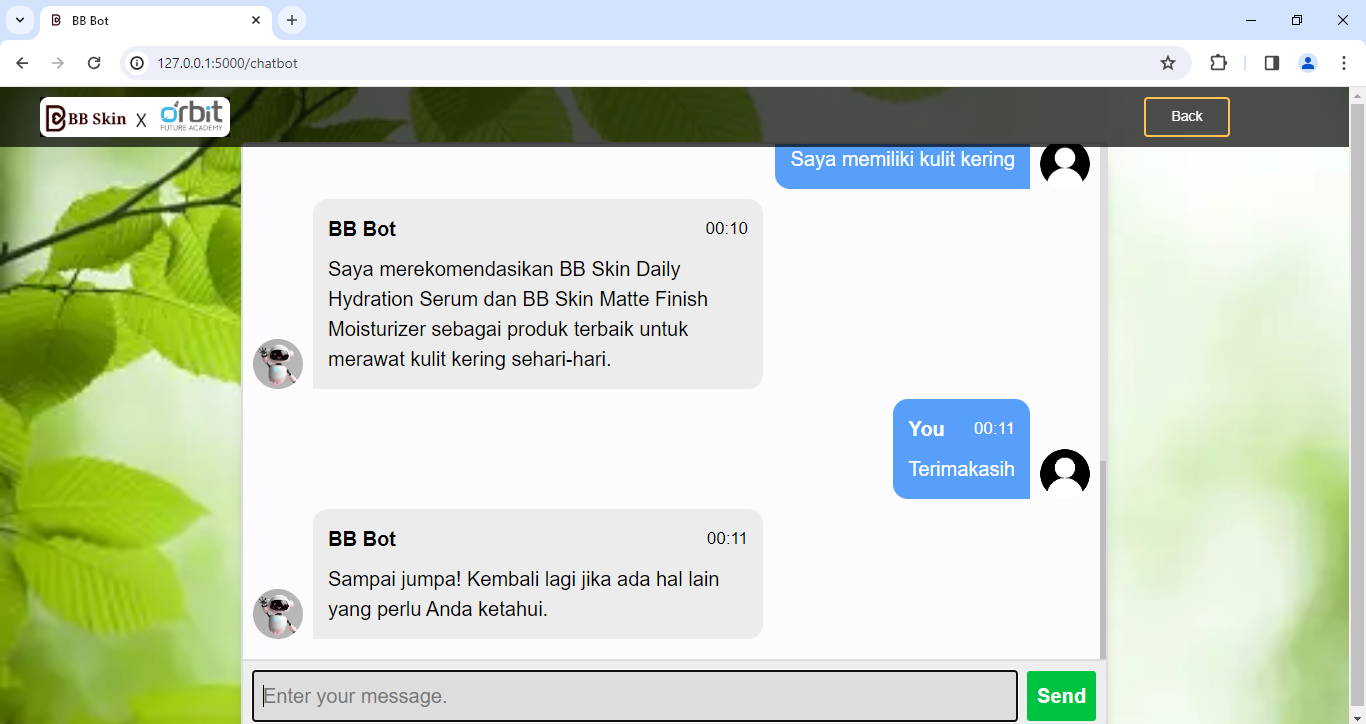 BB Bot
127.0.0.1:5000/chatbot
BB Skin X Orbit
FUTURE ACADEMY
Back
Saya memiliki kulit kering
BB Bot 00:10
Saya merekomendasikan BB Skin Daily
Hydration Serum dan BB Skin Matte Finish
Moisturizer sebagai produk terbaik untuk
merawat kulit kering sehari-hari.
You 00:11
Terimakasih
BB Bot 00:11
Sampai jumpa! Kembali lagi jika ada hal lain
yang perlu Anda ketahui.
Enter your message.
Send